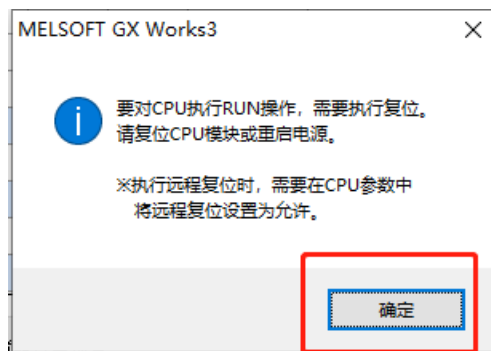 MELSOFT GX Works3
要对CPU执行RUN操作，需要执行复位。
请复位CPU模块或重启电源。
※执行远程复位时，需要在CPU参数中
将远程复位设置为允许。
确定